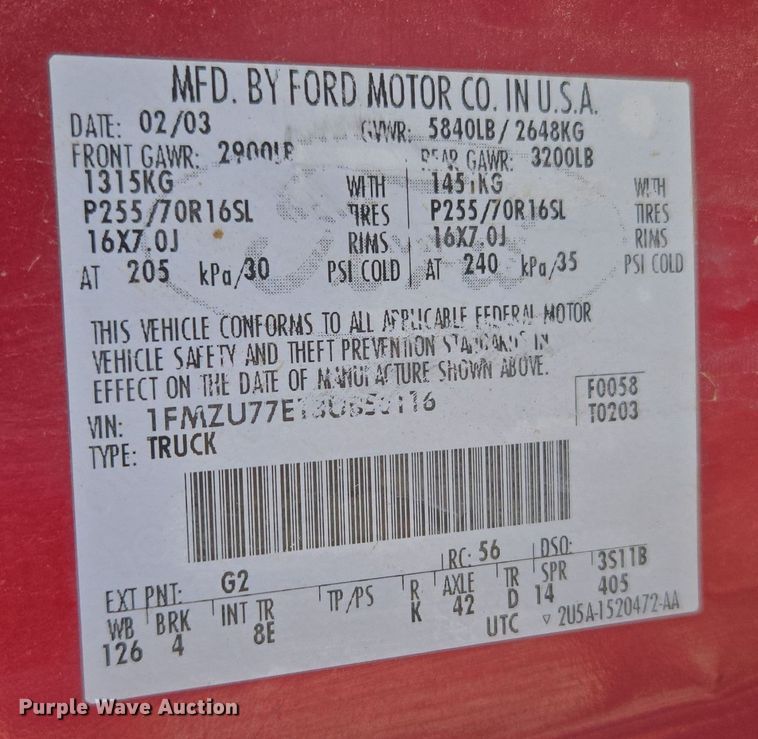 MFD. BY FORD MOTOR CO. IN U.S.A.
DATE: 02/03 GVWR: 5840LB / 2648KG
FRONT GAWR: 2900LB REAR GAWR: 3200LB
1315KG WITH 1451KG WITH
P255/70R16SL TIRES P255/70R16SL TIRES
16X7.0J RIMS 16X7.0J RIMS
AT 205 kPa/30 PSI COLD AT 240 kPa/35 PSI COLD
THIS VEHICLE CONFORMS TO ALL APPLICABLE FEDERAL MOTOR
VEHICLE SAFETY AND THEFT PREVENTION STANDARDS IN
EFFECT ON THE DATE OF MANUFACTURE SHOWN ABOVE.
VIN: F0058
TYPE: TRUCK T0203
EXT PNT: G2 RC: 56 DSO:
WB BRK INT TR TP/PS R AXLE TR SPR 3S11B
126 4 8E K 42 D 14 405
UTC ▽ 2U5A-1520472-AA
Purple Wave Auction